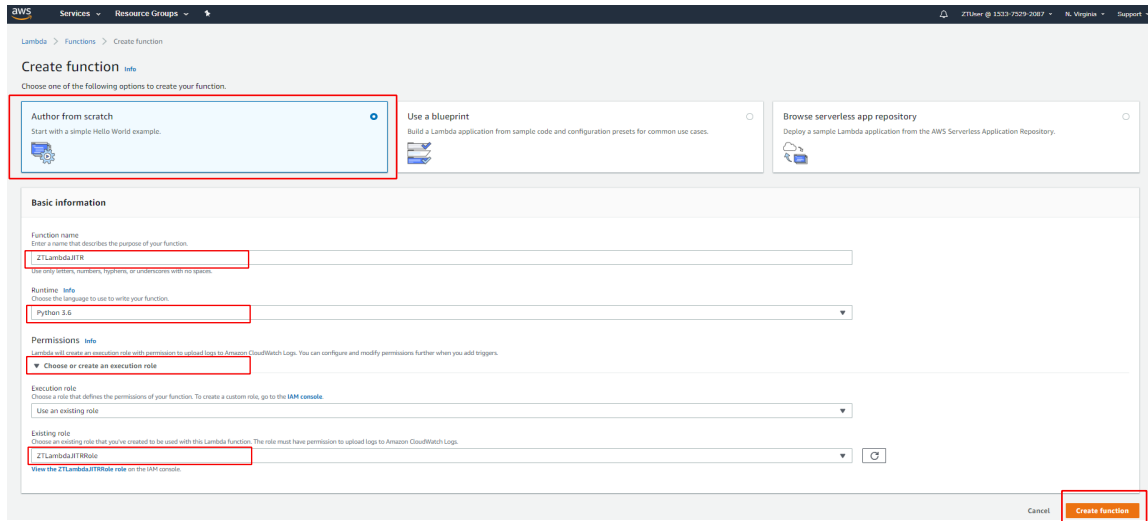 aws Services Resource Groups ZTUser @ 1533-7529-2087 N. Virginia Support
Lambda > Functions > Create function
Create function Info
Choose one of the following options to create your function.
Author from scratch
Start with a simple Hello World example.
Use a blueprint
Build a Lambda application from sample code and configuration presets for common use cases.
Browse serverless app repository
Deploy a sample Lambda application from the AWS Serverless Application Repository.
Basic information
Function name
Enter a name that describes the purpose of your function.
ZTLambdaJITR
Use only letters, numbers, hyphens, or underscores with no spaces.
Runtime Info
Choose the language to use to write your function.
Python 3.6
Permissions Info
Lambda will create an execution role with permission to upload logs to Amazon CloudWatch Logs. You can configure and modify permissions further when you add triggers.
▼ Choose or create an execution role
Execution role
Choose a role that defines the permissions of your function. To create a custom role, go to the IAM console.
Use an existing role
Existing role
Choose an existing role that you've created to be used with this Lambda function. The role must have permission to upload logs to Amazon CloudWatch Logs.
ZTLambdaJITRRole
View the ZTLambdaJITRRole role on the IAM console.
Cancel Create function